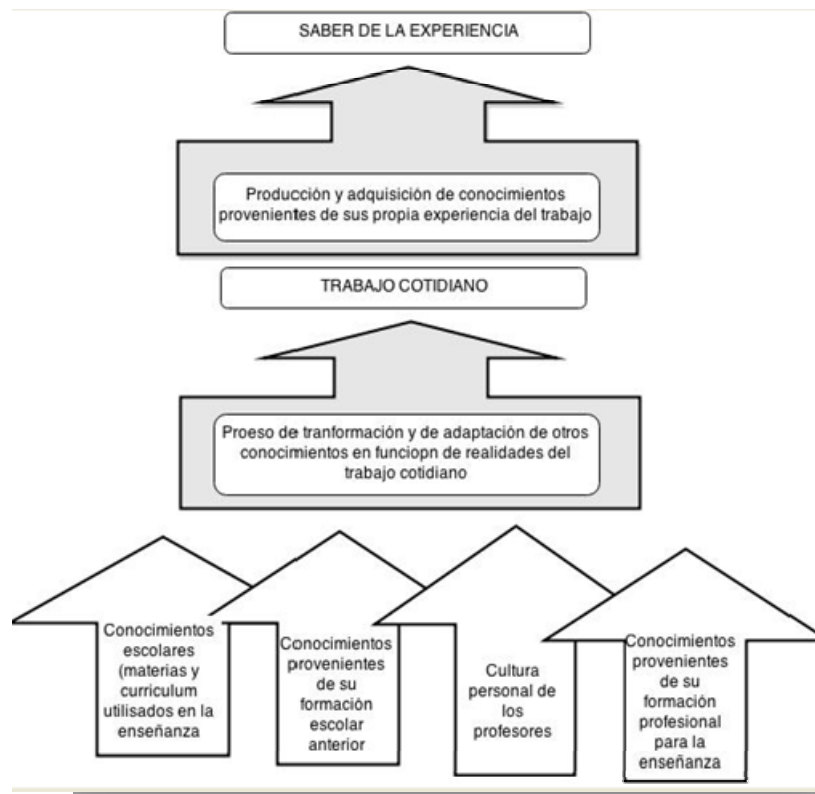 SABER DE LA EXPERIENCIA
Producción y adquisición de conocimientos
provenientes de sus propia experiencia del trabajo
TRABAJO COTIDIANO
Proeso de tranformación y de adaptación de otros
conocimientos en funciopn de realidades del
trabajo cotidiano
Conocimientos
escolares
(materias y
curriculum
utilisados en la
enseñanza
Conocimientos
provenientes
de su
formación
escolar
anterior
Cultura
personal de
los
profesores
Conocimientos
provenientes
de su
formación
profesional
para la
enseñanza